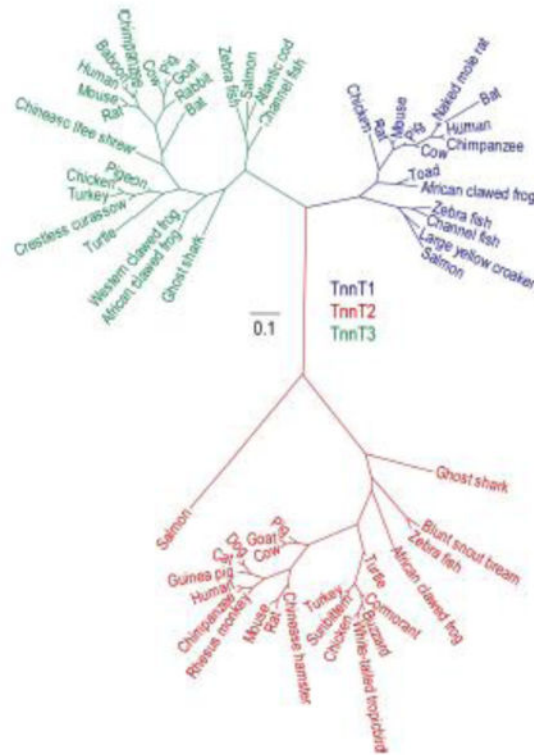 Chimpanzee
Baboon
Human
Mouse
Rat
Cow
Pig
Goat
Rabbit
Bat
Chineasc lfee shrew
Pigeon
Chicken
Turkey
Crestless curassow
Turtle
Western clawed frog
African clawed frog
Ghost shark
Zebra fish
Salmon
Atlantic cod
Channel fish
Chicken
Rat
Mouse
Pig
Naked mole rat
Bat
Human
Cow
Chimpanzee
Toad
African clawed frog
Zebra fish
Channel fish
Large yellow croaker
Salmon
TnnT1
TnnT2
TnnT3
0.1
Ghost shark
Salmon
Blunt snout bream
Zebra fish
African clawed frog
Pig
Goat
Cow
Dog
Cat
Guinea pig
Human
Chimpanzee
Rhesus monkey
Mouse
Rat
Chinease hamster
Turtle
Turkey
Sunbittern
Chicken
White-tailed tropicbird
Buzzard
Cormorant